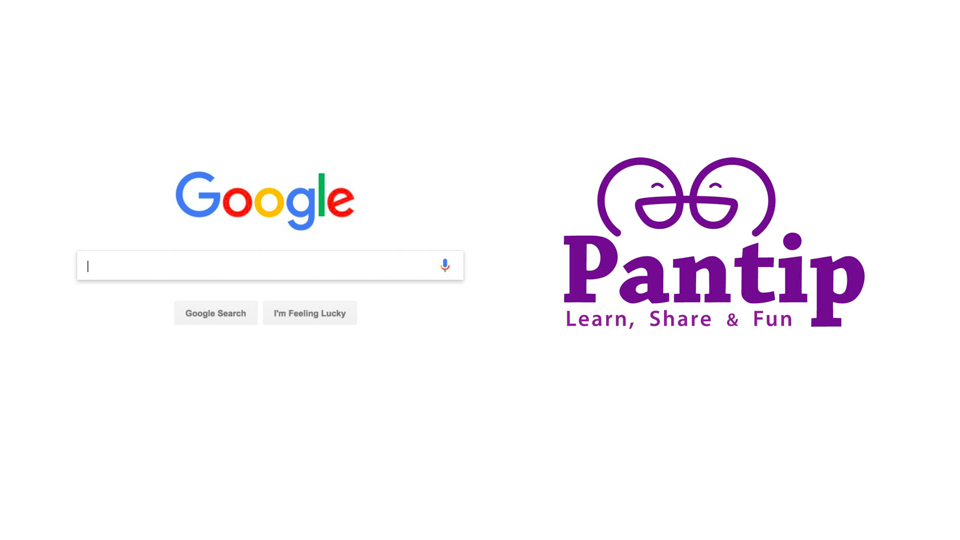 Google
Google Search
I'm Feeling Lucky
Pantip
Learn, Share & Fun